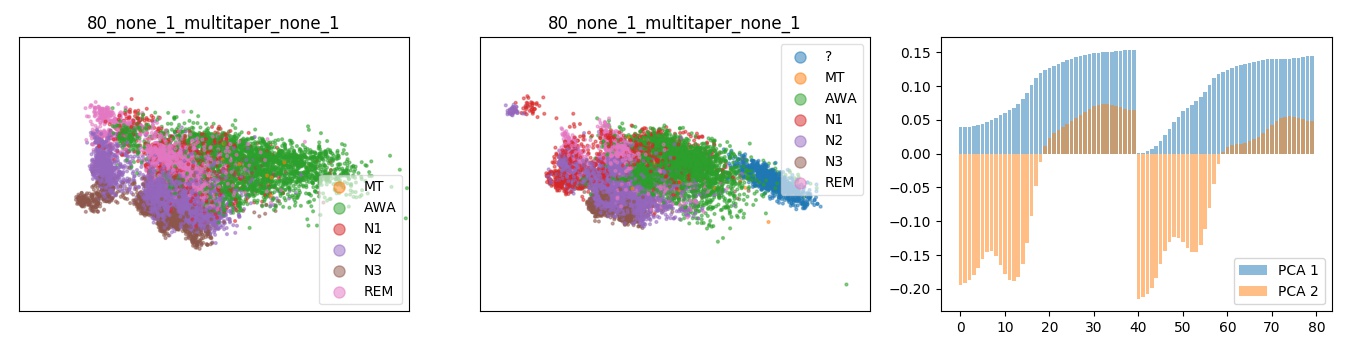 80_none_1_multitaper_none_1
MT
AWA
N1
N2
N3
REM
80_none_1_multitaper_none_1
?
MT
AWA
N1
N2
N3
REM
0.15
0.10
0.05
0.00
−0.05
−0.10
−0.15
−0.20
PCA 1
PCA 2
0 10 20 30 40 50 60 70 80